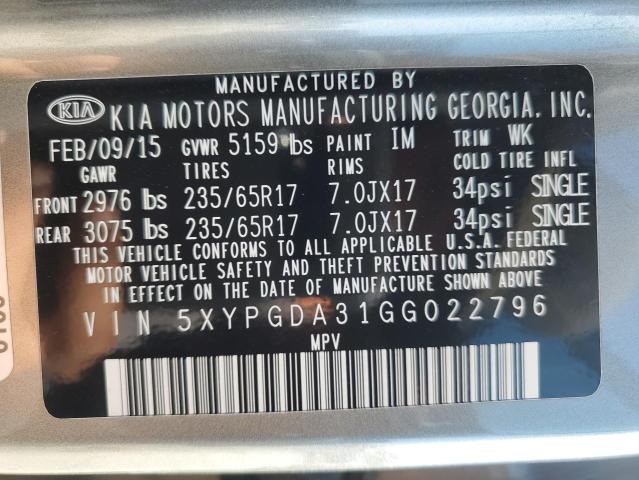 MANUFACTURED BY
KIA KIA MOTORS MANUFACTURING GEORGIA, INC.
FEB/09/15 GVWR 5159 lbs PAINT IM TRIM WK
GAWR TIRES RIMS COLD TIRE INFL
FRONT 2976 lbs 235/65R17 7.0JX17 34psi SINGLE
REAR 3075 lbs 235/65R17 7.0JX17 34psi SINGLE
THIS VEHICLE CONFORMS TO ALL APPLICABLE U.S.A. FEDERAL
MOTOR VEHICLE SAFETY AND THEFT PREVENTION STANDARDS
IN EFFECT ON THE DATE OF MANUFACTURE SHOWN ABOVE.
VIN 5XYPGDA31GG022796
MPV